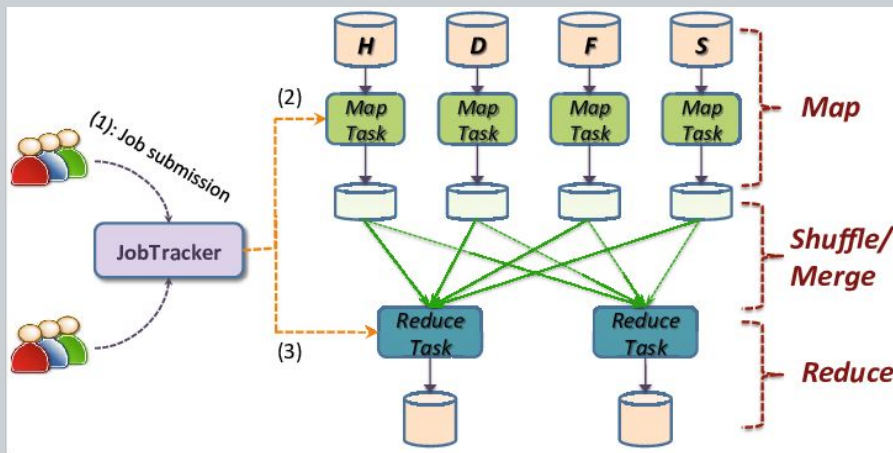 H
D
F
S
(2)
Map
Task
Map
Task
Map
Task
Map
Task
Map
(1): Job submission
JobTracker
Shuffle/
Merge
Reduce
Task
Reduce
Task
(3)
Reduce